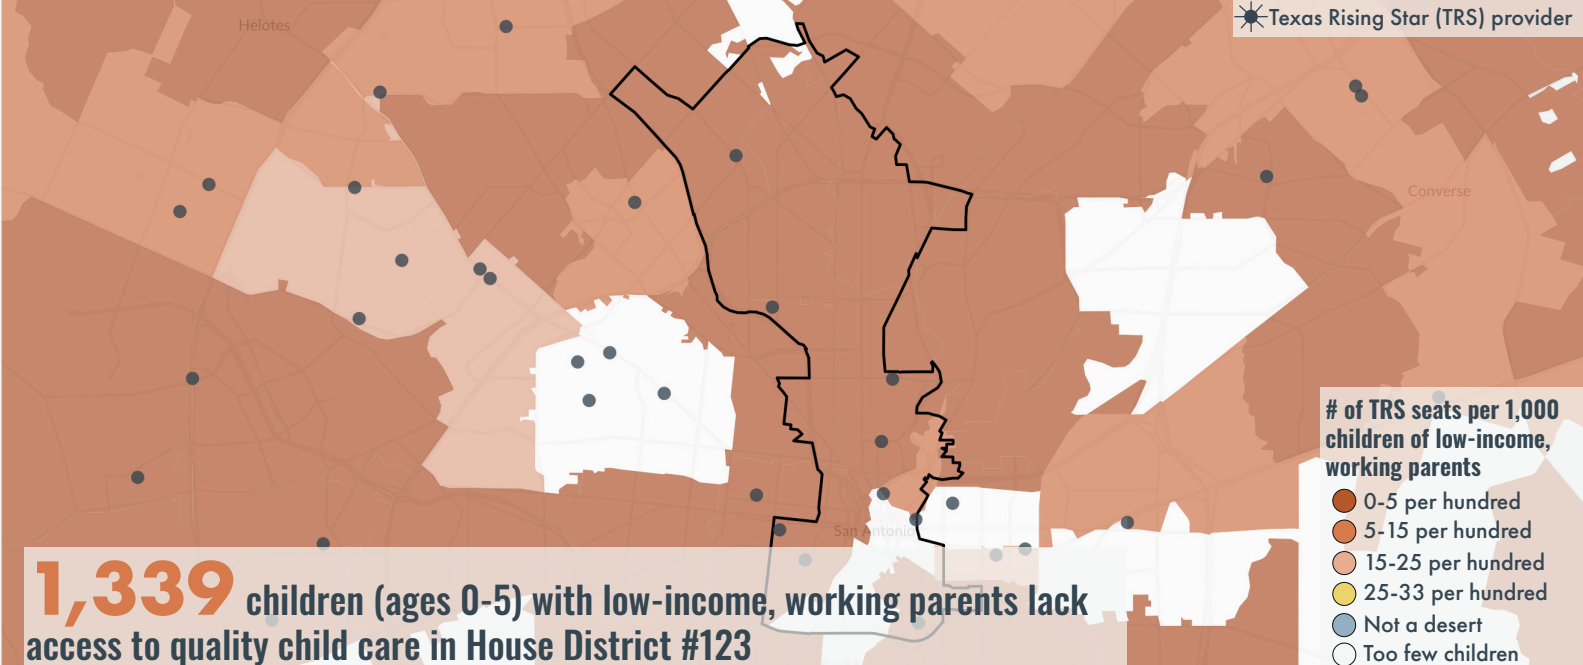 Helotes
Texas Rising Star (TRS) provider
Converse
San Antonio
# of TRS seats per 1,000
children of low-income,
working parents
0-5 per hundred
5-15 per hundred
15-25 per hundred
25-33 per hundred
Not a desert
Too few children
1,339 children (ages 0-5) with low-income, working parents lack
access to quality child care in House District #123